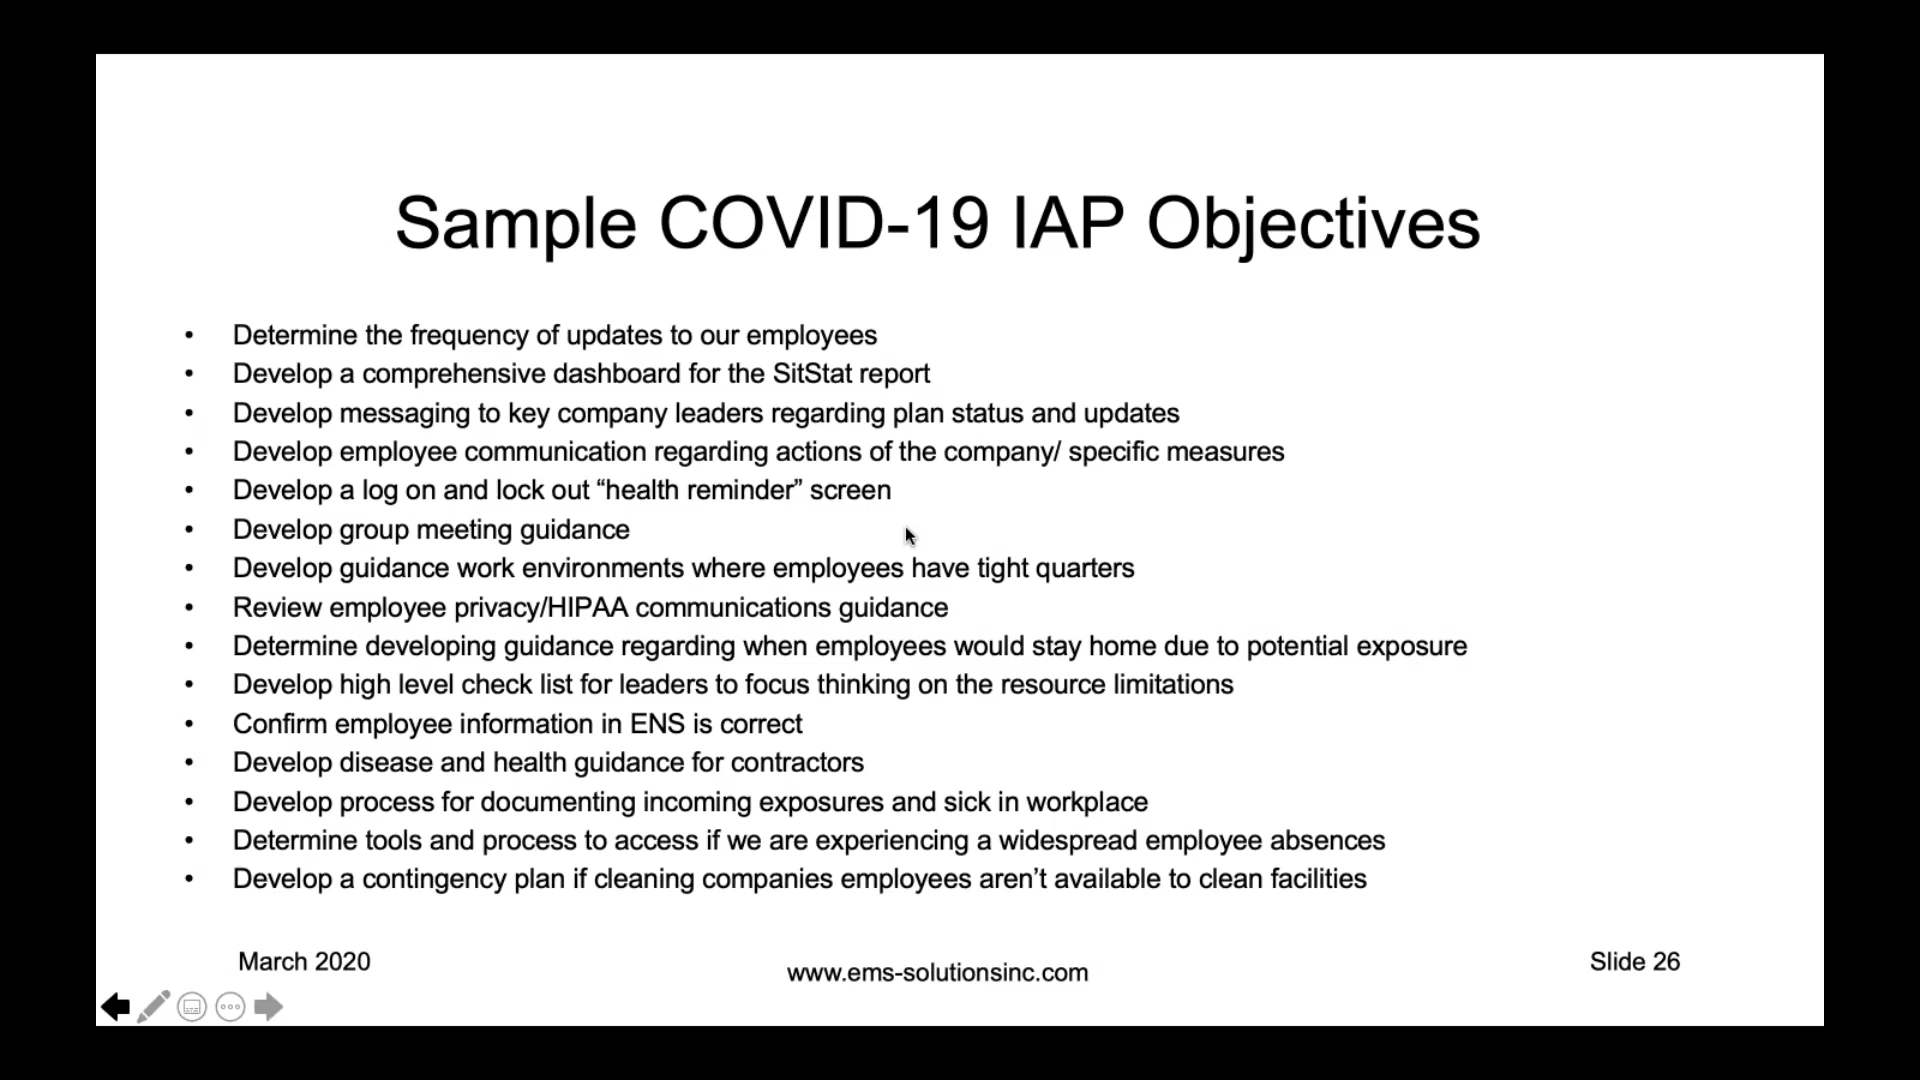 Sample COVID-19 IAP Objectives
• Determine the frequency of updates to our employees
• Develop a comprehensive dashboard for the SitStat report
• Develop messaging to key company leaders regarding plan status and updates
• Develop employee communication regarding actions of the company/ specific measures
• Develop a log on and lock out “health reminder” screen
• Develop group meeting guidance
• Develop guidance work environments where employees have tight quarters
• Review employee privacy/HIPAA communications guidance
• Determine developing guidance regarding when employees would stay home due to potential exposure
• Develop high level check list for leaders to focus thinking on the resource limitations
• Confirm employee information in ENS is correct
• Develop disease and health guidance for contractors
• Develop process for documenting incoming exposures and sick in workplace
• Determine tools and process to access if we are experiencing a widespread employee absences
• Develop a contingency plan if cleaning companies employees aren’t available to clean facilities
March 2020
www.ems-solutionsinc.com
Slide 26